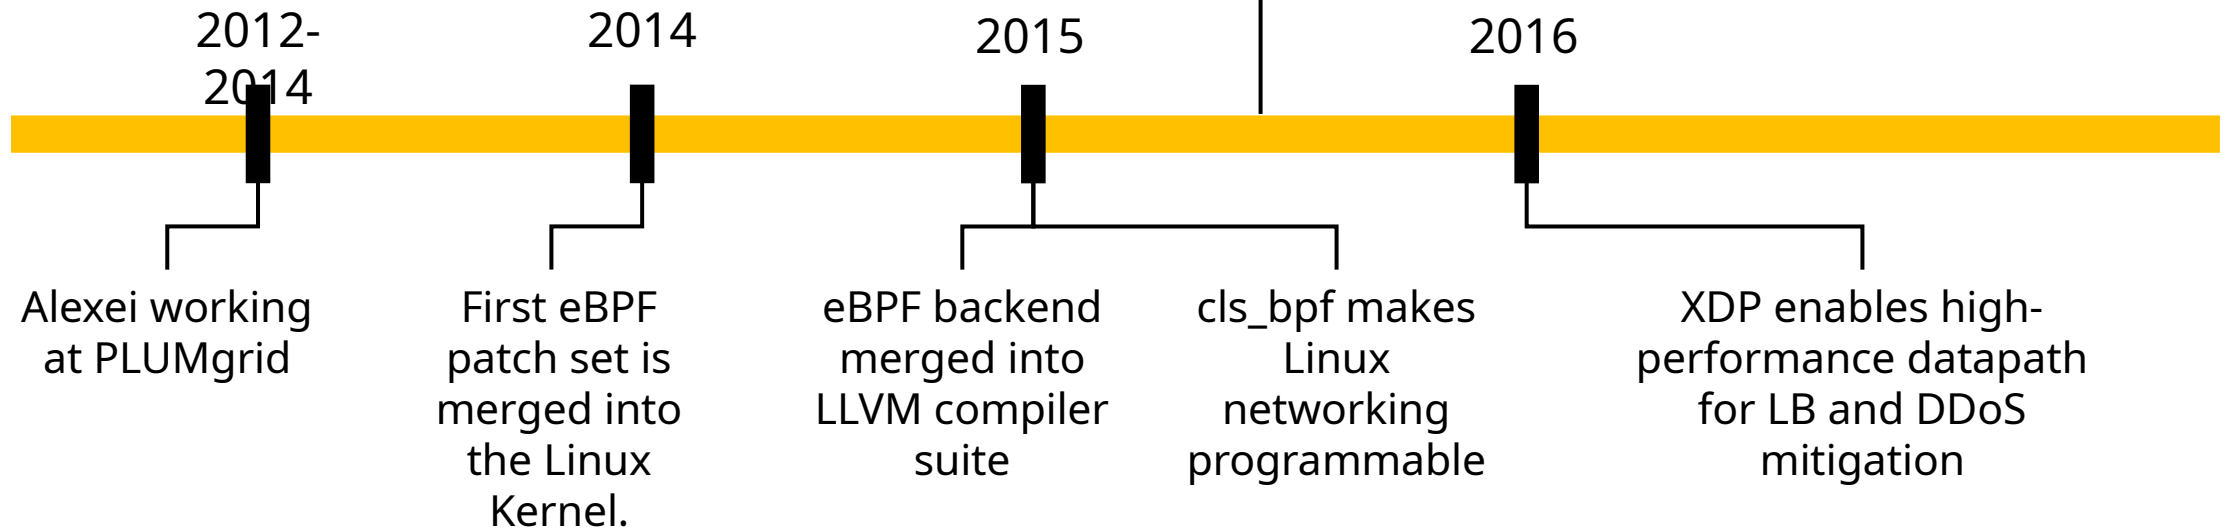 2012-
2014
2014
2015
2016
Alexei working
at PLUMgrid
First eBPF
patch set is
merged into
the Linux
Kernel.
eBPF backend
merged into
LLVM compiler
suite
cls_bpf makes
Linux
networking
programmable
XDP enables high-
performance datapath
for LB and DDoS
mitigation